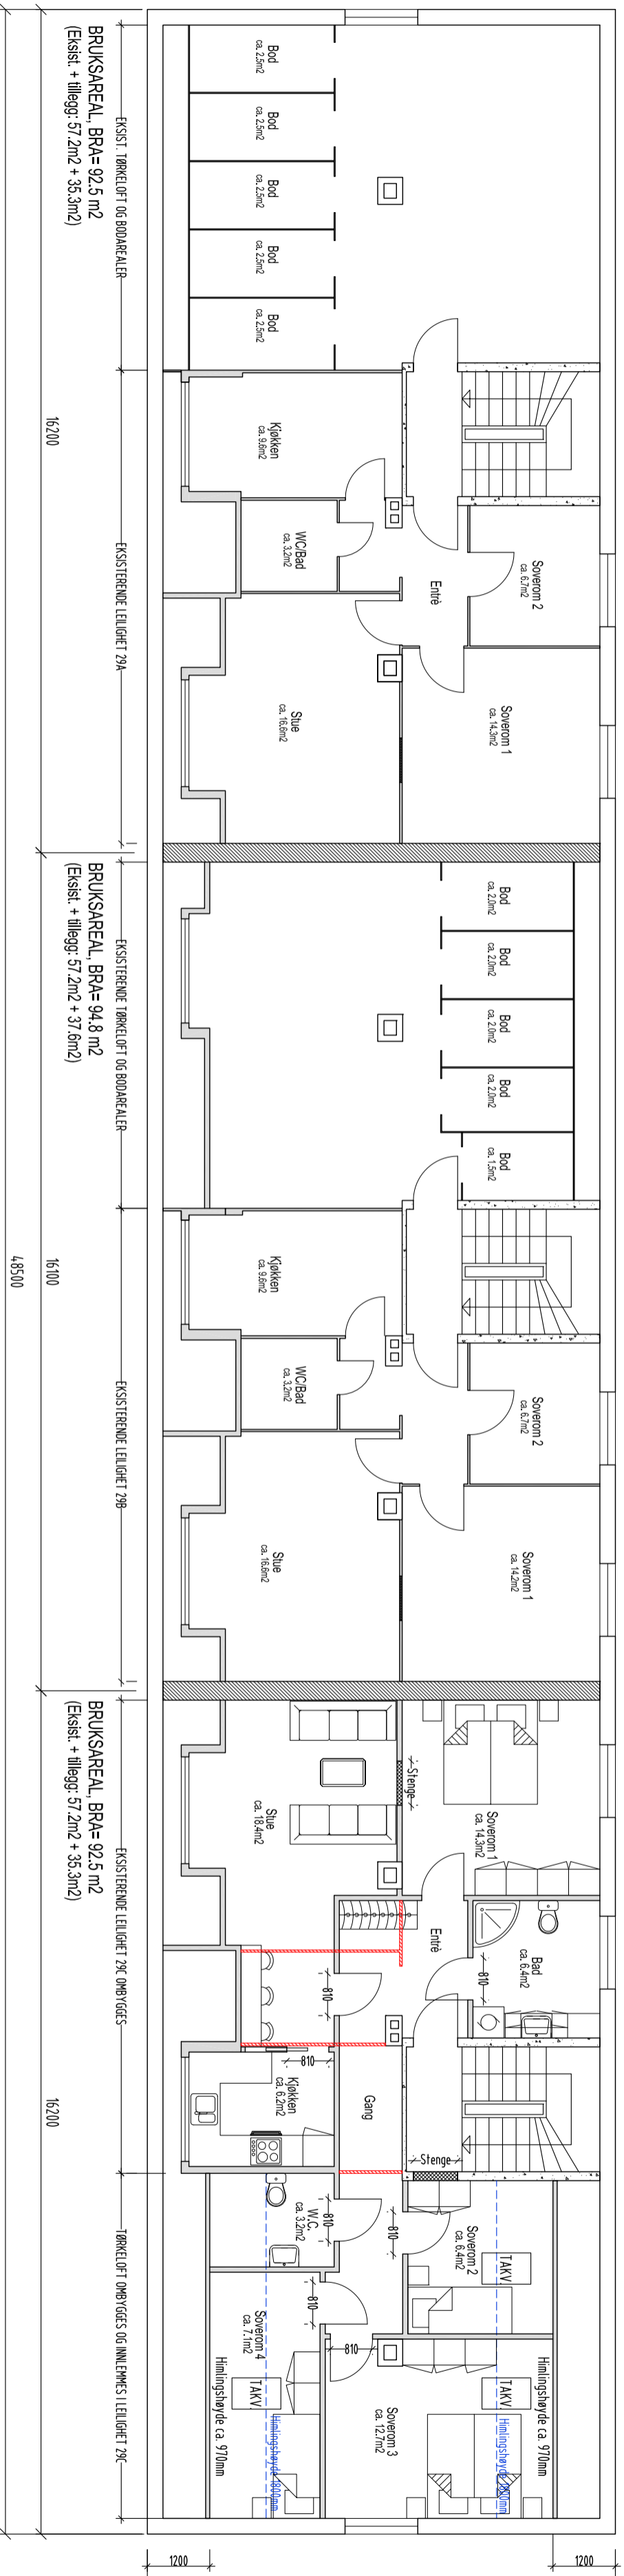 Bod
ca. 2.5m2
Bod
ca. 2.5m2
Bod
ca. 2.5m2
Bod
ca. 2.5m2
Bod
ca. 2.5m2
Kjøkken
ca. 9.6m2
WC/Bad
ca. 3.2m2
Entrè
Soverom 2
ca. 6.7m2
Soverom 1
ca. 14.3m2
Stue
ca. 16.6m2
Bod
ca. 2.0m2
Bod
ca. 2.0m2
Bod
ca. 2.0m2
Bod
ca. 2.0m2
Bod
ca. 1.5m2
Kjøkken
ca. 9.6m2
WC/Bad
ca. 3.2m2
Soverom 2
ca. 6.7m2
Soverom 1
ca. 14.2m2
Stue
ca. 16.6m2
Stenge
Soverom 1
ca. 14.3m2
Stue
ca. 18.4m2
Entrè
Bad
ca. 6.4m2
810
810
810
Kjøkken
ca. 6.2m2
Gang
Stenge
W.C.
ca. 3.2m2
810
810
Soverom 2
ca. 6.4m2
TAKV.
810
810
Soverom 4
ca. 7.1m2
TAKV.
Himlingshøyde ca. 970mm
Himlingshøyde 1800mm
Soverom 3
ca. 12.7m2
TAKV.
Himlingshøyde ca. 970mm
Himlingshøyde 1800mm
1200
1200
EKSIST. TØRKELOFT OG BODAREALER
EKSISTERENDE LEILIGHET 29A
EKSISTERENDE TØRKELOFT OG BODAREALER
EKSISTERENDE LEILIGHET 29B
EKSISTERENDE LEILIGHET 29C OMBYGGES
TØRKELOFT OMBYGGES OG INNLEMMES I LEILIGHET 29C
BRUKSAREAL, BRA= 92.5 m2
(Eksist. + tillegg: 57.2m2 + 35.3m2)
BRUKSAREAL, BRA= 94.8 m2
(Eksist. + tillegg: 57.2m2 + 37.6m2)
BRUKSAREAL, BRA= 92.5 m2
(Eksist. + tillegg: 57.2m2 + 35.3m2)
16200
16100
16200
48500